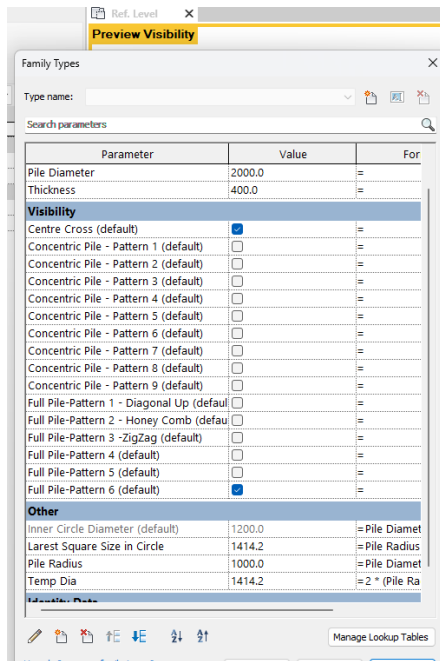 Ref. Level
Preview Visibility
Family Types
Type name:
Search parameters
Parameter Value For
Pile Diameter 2000.0 =
Thickness 400.0 =
Visibility
Centre Cross (default) =
Concentric Pile - Pattern 1 (default) =
Concentric Pile - Pattern 2 (default) =
Concentric Pile - Pattern 3 (default) =
Concentric Pile - Pattern 4 (default) =
Concentric Pile - Pattern 5 (default) =
Concentric Pile - Pattern 6 (default) =
Concentric Pile - Pattern 7 (default) =
Concentric Pile - Pattern 8 (default) =
Concentric Pile - Pattern 9 (default) =
Full Pile-Pattern 1 - Diagonal Up (defaul =
Full Pile-Pattern 2 - Honey Comb (defau =
Full Pile-Pattern 3 -ZigZag (default) =
Full Pile-Pattern 4 (default) =
Full Pile-Pattern 5 (default) =
Full Pile-Pattern 6 (default) =
Other
Inner Circle Diameter (default) 1200.0 =Pile Diamet
Larest Square Size in Circle 1414.2 =Pile Radius
Pile Radius 1000.0 =Pile Diamet
Temp Dia 1414.2 =2 * (Pile Ra
Identity Data
Manage Lookup Tables